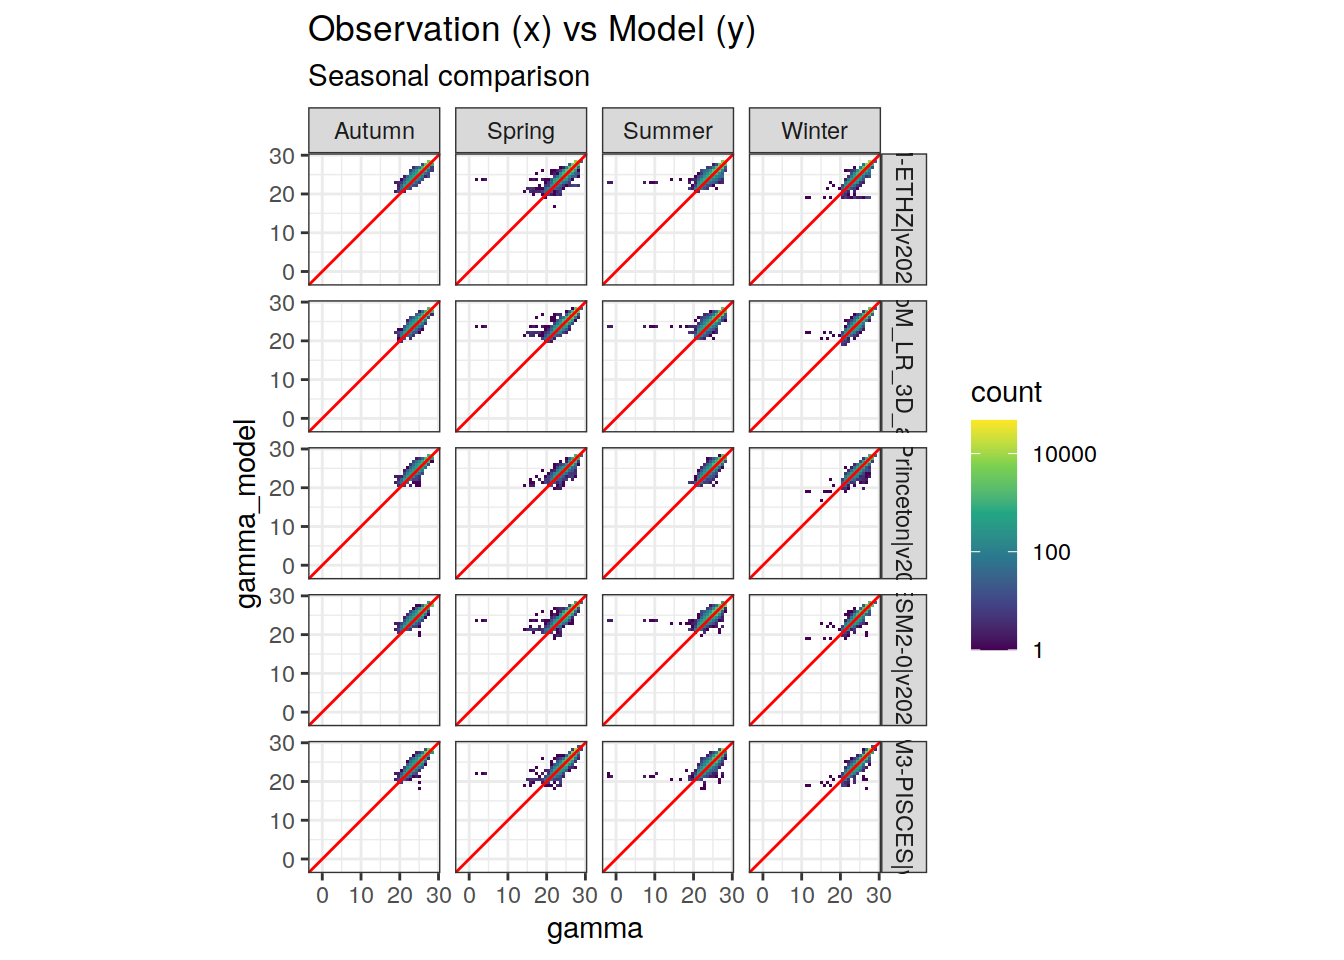 Observation (x) vs Model (y)
Seasonal comparison
Autumn Spring Summer Winter
30
20
10
0
-ETHZ|v202
30
20
10
0
M_LR_3D_
30
20
10
0
Princeton|v20
30
20
10
0
SM2-0|v202
30
20
10
0
M3-PISCES|
gamma_model
0 10 20 30 0 10 20 30 0 10 20 30 0 10 20 30
gamma
count
10000
100
1